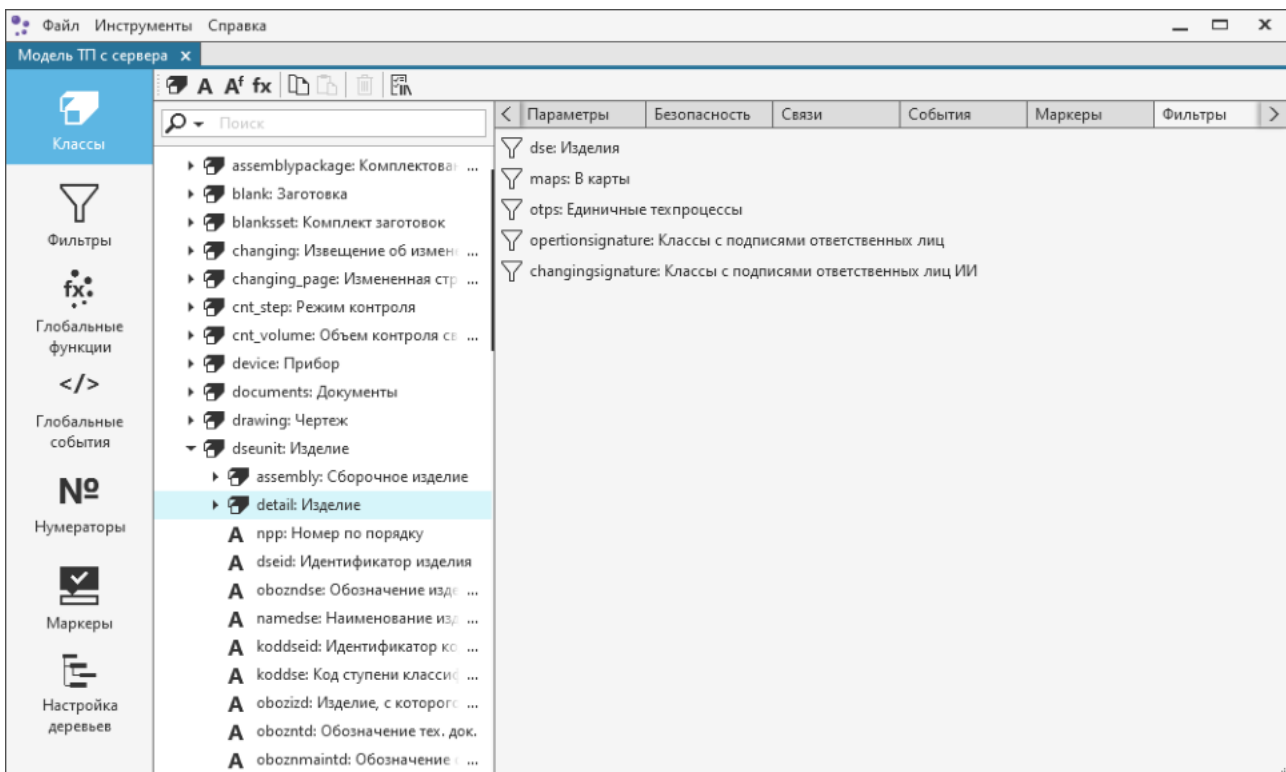 Файл Инструменты Справка
Модель ТП с сервера x
Классы
Фильтры
Глобальные функции
Глобальные события
Нумераторы
Маркеры
Настройка деревьев
A Af fx
Поиск
assemblypackage: Комплектован ...
blank: Заготовка
blanksset: Комплект заготовок
changing: Извещение об измене ...
changing_page: Измененная стр ...
cnt_step: Режим контроля
cnt_volume: Объем контроля св ...
device: Прибор
documents: Документы
drawing: Чертеж
dseunit: Изделие
assembly: Сборочное изделие
detail: Изделие
A npp: Номер по порядку
A dseid: Идентификатор изделия
A obozndse: Обозначение изде ...
A namedse: Наименование изд ...
A koddseid: Идентификатор ко ...
A koddse: Код ступени классиф ...
A obozizd: Изделие, с которого ...
A obozntd: Обозначение тех. док.
A oboznmaintd: Обозначение ...
Параметры Безопасность Связи События Маркеры Фильтры
dse: Изделия
maps: В карты
otps: Единичные техпроцессы
opertionsignature: Классы с подписями ответственных лиц
changingsignature: Классы с подписями ответственных лиц ИИ